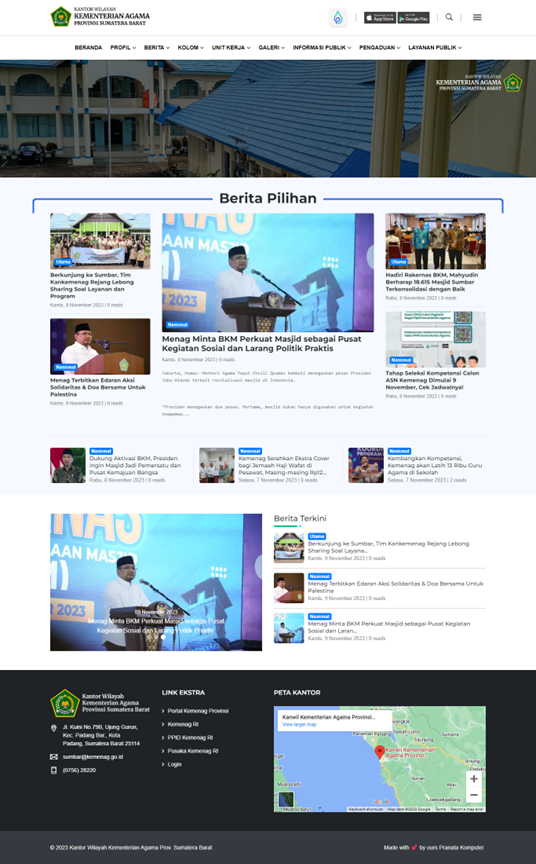 KANTOR WILAYAH
KEMENTERIAN AGAMA
PROVINSI SUMATERA BARAT
App Store
Google Play
BERANDA PROFIL BERITA KOLOM UNIT KERJA GALERI INFORMASI PUBLIK PENGADUAN LAYANAN PUBLIK
KANTOR WILAYAH
KEMENTERIAN AGAMA
PROVINSI SUMATERA BARAT
Berita Pilihan
Utama
Berkunjung ke Sumbar, Tim
Kankemenag Rejang Lebong
Sharing Soal Layanan dan
Program
Kamis, 9 November 2023 | 0 reads
Nasional
Menag Terbitkan Edaran Aksi
Solidaritas & Doa Bersama Untuk
Palestina
Kamis, 9 November 2023 | 0 reads
NAS
AAN MASJID
2023
Nasional
Menag Minta BKM Perkuat Masjid sebagai Pusat
Kegiatan Sosial dan Larang Politik Praktis
Kamis, 9 November 2023 | 0 reads
Jakarta, Humas--Menteri Agama Yaqut Cholil Qoumas kembali menegaskan pesan Presiden
Joko Widodo terkait revitalisasi masjid di Indonesia.
"Presiden menegaskan dua pesan. Pertama, masjid bukan hanya digunakan untuk kegiatan
keagamaan...
Utama
Hadiri Rakernas BKM, Mahyudin
Berharap 18.615 Masjid Sumbar
Terkonsolidasi dengan Baik
Rabu, 8 November 2023 | 0 reads
Nasional
Tahap Seleksi Kompetensi Calon
ASN Kemenag Dimulai 9
November, Cek Jadwalnya!
Rabu, 8 November 2023 | 0 reads
Nasional
Dukung Aktivasi BKM, Presiden
Ingin Masjid Jadi Pemersatu dan
Pusat Kemajuan Bangsa
Rabu, 8 November 2023 | 0 reads
Nasional
Kemenag Serahkan Ekstra Cover
bagi Jemaah Haji Wafat di
Pesawat, Masing-masing Rp12...
Selasa, 7 November 2023 | 0 reads
PROGRAM
Nasional
Kembangkan Kompetensi,
Kemenag akan Latih 13 Ribu Guru
Agama di Sekolah
Selasa, 7 November 2023 | 2 reads
NAS
2023
09 November 2023
Menag Minta BKM Perkuat Masjid sebagai Pusat
Kegiatan Sosial dan Larang Politik Praktis
Berita Terkini
Utama
Berkunjung ke Sumbar, Tim Kankemenag Rejang Lebong
Sharing Soal Layana...
Kamis, 9 November 2023 | 0 reads
Nasional
Menag Terbitkan Edaran Aksi Solidaritas & Doa Bersama Untuk
Palestina
Kamis, 9 November 2023 | 0 reads
Nasional
Menag Minta BKM Perkuat Masjid sebagai Pusat Kegiatan
Sosial dan Laran...
Kamis, 9 November 2023 | 0 reads
Kantor Wilayah
Kementerian Agama
Provinsi Sumatera Barat
Jl. Kuini No.79B, Ujung Gurun,
Kec. Padang Bar., Kota
Padang, Sumatera Barat 25114
sumbar@kemenag.go.id
(0756) 28220
LINK EKSTRA
Portal Kemenag Provinsi
Kemenag RI
PPID Kemenag RI
Pusaka Kemenag RI
Login
PETA KANTOR
Kanwil Kementerian Agama Provinsi...
View larger map
Kanwil Kementerian
Agama Provinsi
Keyboard shortcuts Map data ©2023 Google Terms Report a map error
© 2023 Kantor Wilayah Kementerian Agama Prov. Sumatera Barat
Made with 💕 by ours Pranata Komputer